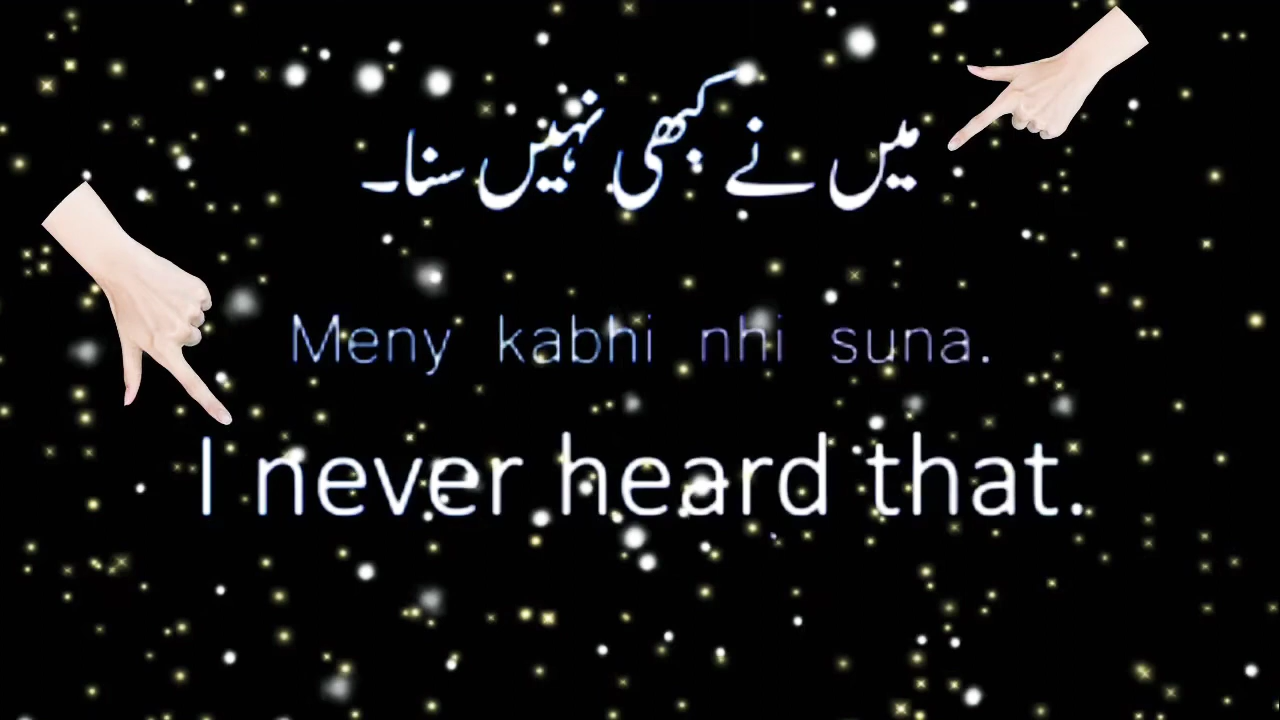 میں نے کبھی نہیں سنا۔
Meny kabhi nhi suna.
I never heard that.